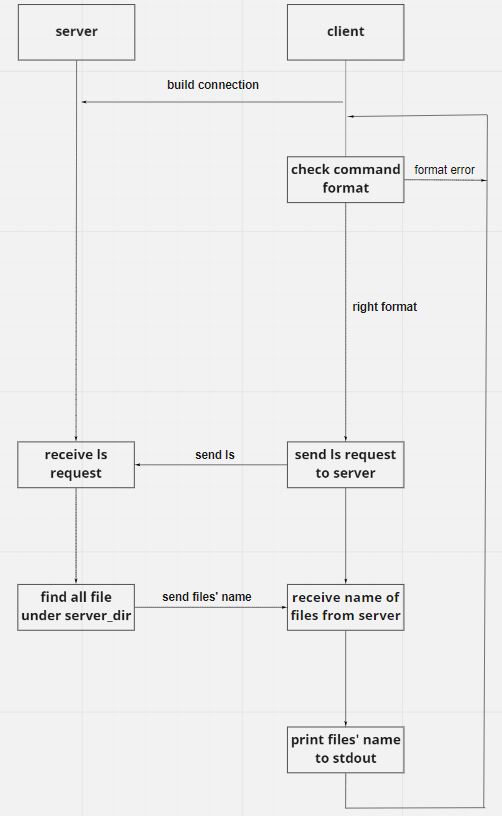 server
client
build connection
check command
format
format error
right format
receive ls
request
send ls
send ls request
to server
find all file
under server_dir
send files' name
receive name of
files from server
print files' name
to stdout